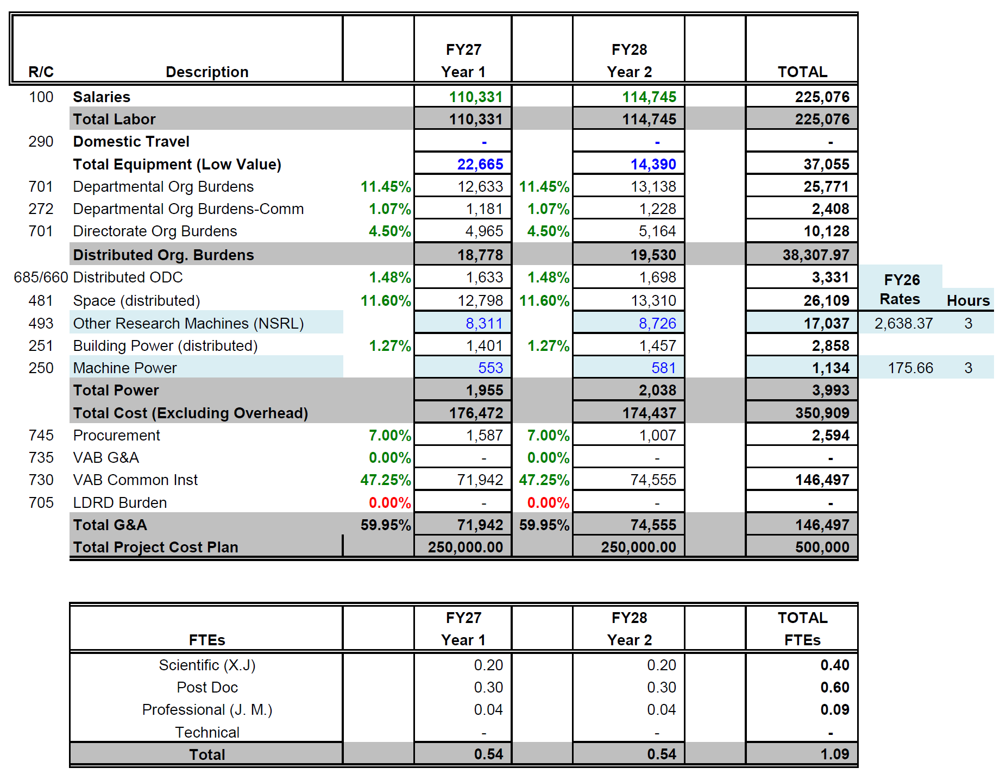 FY27 FY28
R/C Description Year 1 Year 2 TOTAL
100 Salaries 110,331 114,745 225,076
Total Labor 110,331 114,745 225,076
290 Domestic Travel - - -
Total Equipment (Low Value) 22,665 14,390 37,055
701 Departmental Org Burdens 11.45% 12,633 11.45% 13,138 25,771
272 Departmental Org Burdens-Comm 1.07% 1,181 1.07% 1,228 2,408
701 Directorate Org Burdens 4.50% 4,965 4.50% 5,164 10,128
Distributed Org. Burdens 18,778 19,530 38,307.97
685/660 Distributed ODC 1.48% 1,633 1.48% 1,698 3,331 FY26
481 Space (distributed) 11.60% 12,798 11.60% 13,310 26,109 Rates Hours
493 Other Research Machines (NSRL) 8,311 8,726 17,037 2,638.37 3
251 Building Power (distributed) 1.27% 1,401 1.27% 1,457 2,858
250 Machine Power 553 581 1,134 175.66 3
Total Power 1,955 2,038 3,993
Total Cost (Excluding Overhead) 176,472 174,437 350,909
745 Procurement 7.00% 1,587 7.00% 1,007 2,594
735 VAB G&A 0.00% - 0.00% - -
730 VAB Common Inst 47.25% 71,942 47.25% 74,555 146,497
705 LDRD Burden 0.00% - 0.00% - -
Total G&A 59.95% 71,942 59.95% 74,555 146,497
Total Project Cost Plan 250,000.00 250,000.00 500,000
FY27 FY28 TOTAL
FTEs Year 1 Year 2 FTEs
Scientific (X.J) 0.20 0.20 0.40
Post Doc 0.30 0.30 0.60
Professional (J. M.) 0.04 0.04 0.09
Technical - - -
Total 0.54 0.54 1.09